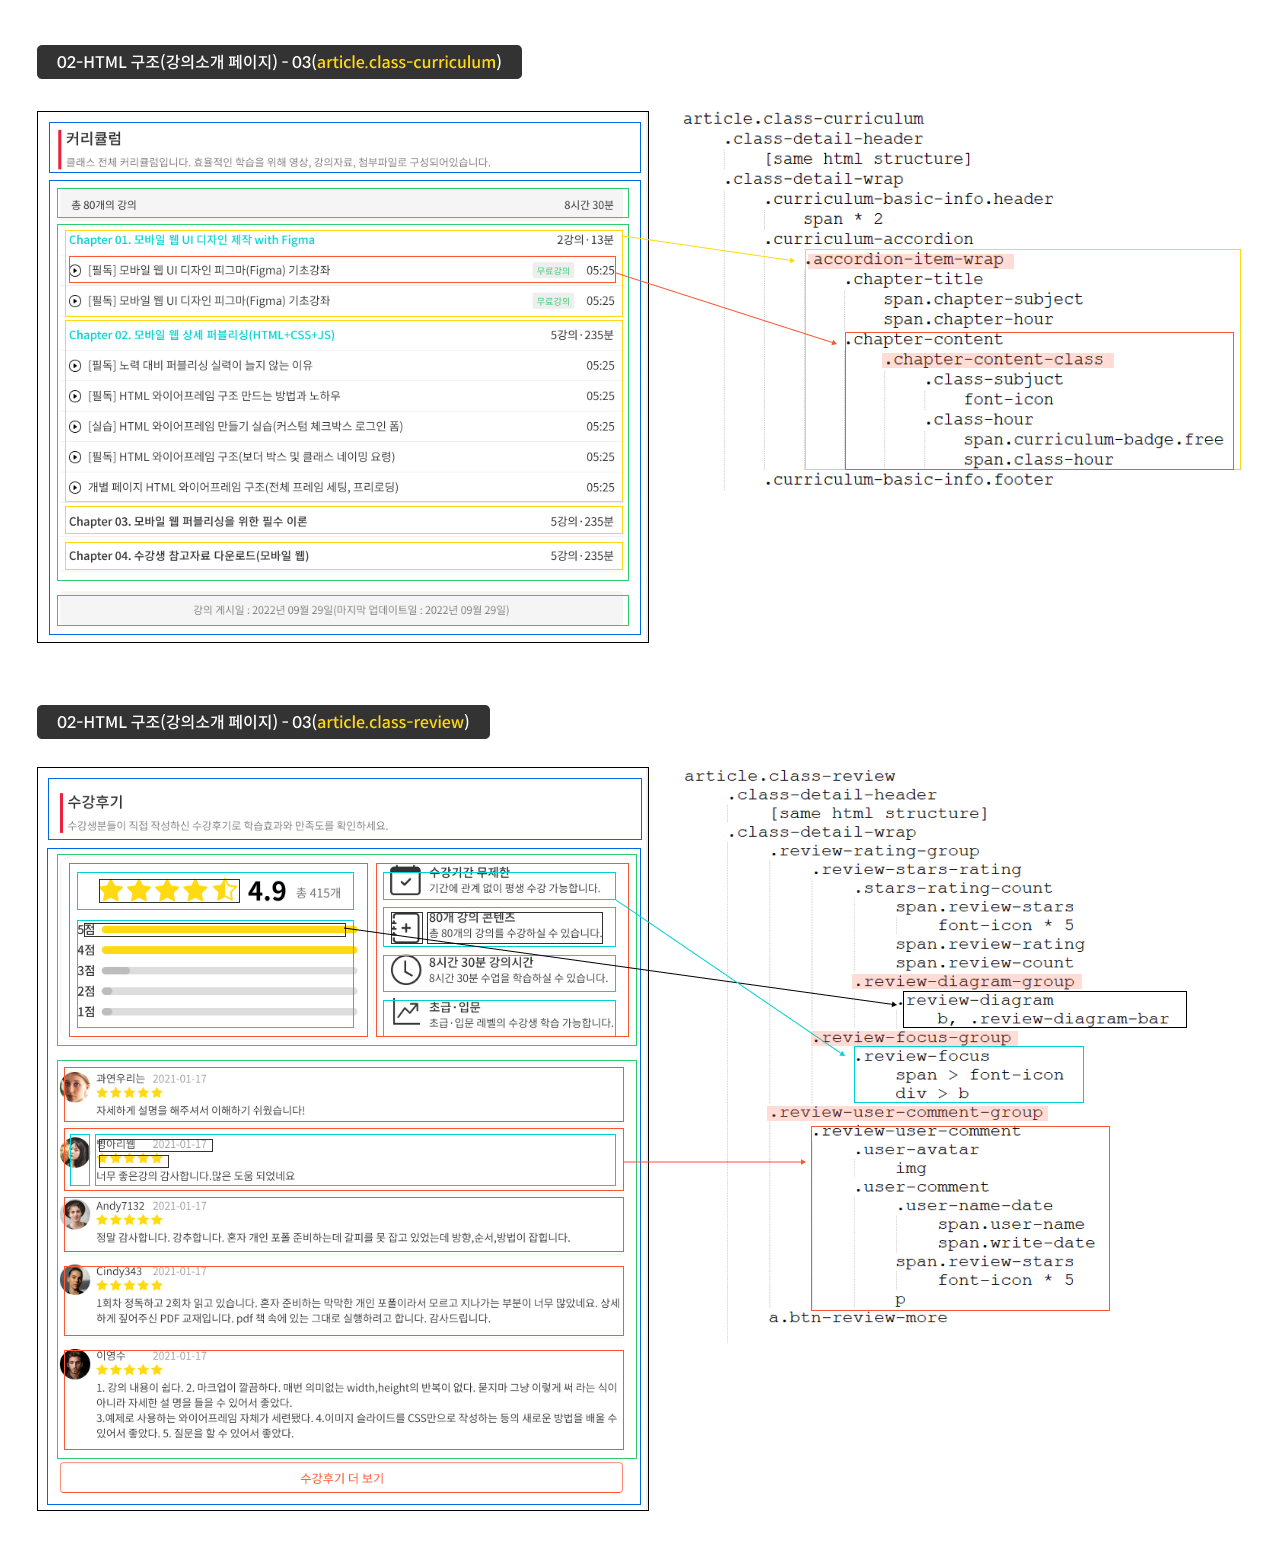 02-HTML 구조(강의소개 페이지) - 03(article.class-curriculum)
커리큘럼
클래스 전체 커리큘럼입니다. 효율적인 학습을 위해 영상, 강의자료, 첨부파일로 구성되어있습니다.
총 80개의 강의 8시간 30분
Chapter 01. 모바일 웹 UI 디자인 제작 with Figma 2강의·13분
[필독] 모바일 웹 UI 디자인 피그마(Figma) 기초강좌 무료강의 05:25
[필독] 모바일 웹 UI 디자인 피그마(Figma) 기초강좌 무료강의 05:25
Chapter 02. 모바일 웹 상세 퍼블리싱(HTML+CSS+JS) 5강의·235분
[필독] 노력 대비 퍼블리싱 실력이 늘지 않는 이유 05:25
[필독] HTML 와이어프레임 구조 만드는 방법과 노하우 05:25
[실습] HTML 와이어프레임 만들기 실습(커스텀 체크박스 로그인 폼) 05:25
[필독] HTML 와이어프레임 구조(보더 박스 및 클래스 네이밍 요령) 05:25
개별 페이지 HTML 와이어프레임 구조(전체 프레임 세팅, 프리로딩) 05:25
Chapter 03. 모바일 웹 퍼블리싱을 위한 필수 이론 5강의·235분
Chapter 04. 수강생 참고자료 다운로드(모바일 웹) 5강의·235분
강의 게시일 : 2022년 09월 29일(마지막 업데이트일 : 2022년 09월 29일)
article.class-curriculum
.class-detail-header
[same html structure]
.class-detail-wrap
.curriculum-basic-info.header
span * 2
.curriculum-accordion
.accordion-item-wrap
.chapter-title
span.chapter-subject
span.chapter-hour
.chapter-content
.chapter-content-class
.class-subjuct
font-icon
.class-hour
span.curriculum-badge.free
span.class-hour
.curriculum-basic-info.footer
02-HTML 구조(강의소개 페이지) - 03(article.class-review)
수강후기
수강생분들이 직접 작성하신 수강후기로 학습효과와 만족도를 확인하세요.
4.9 총 415개
5점
4점
3점
2점
1점
수강기간 무제한
기간에 관계 없이 평생 수강 가능합니다.
80개 강의 콘텐츠
총 80개의 강의를 수강하실 수 있습니다.
8시간 30분 강의시간
8시간 30분 수업을 학습하실 수 있습니다.
초급·입문
초급·입문 레벨의 수강생 학습 가능합니다.
과연우리는 2021-01-17
자세하게 설명을 해주셔서 이해하기 쉬웠습니다!
병아리웹 2021-01-17
너무 좋은강의 감사합니다.많은 도움 되었네요
Andy7132 2021-01-17
정말 감사합니다. 강추합니다. 혼자 개인 포폴 준비하는데 갈피를 못 잡고 있었는데 방향,순서,방법이 잡힙니다.
Cindy343 2021-01-17
1회차 정독하고 2회차 읽고 있습니다. 혼자 준비하는 막막한 개인 포폴이라서 모르고 지나가는 부분이 너무 많았네요. 상세
하게 짚어주신 PDF 교재입니다. pdf 책 속에 있는 그대로 실행하려고 합니다. 감사드립니다.
이영수 2021-01-17
1. 강의 내용이 쉽다. 2. 마크업이 깔끔하다. 매번 의미없는 width,height의 반복이 없다. 묻지마 그냥 이렇게 써 라는 식이
아니라 자세한 설 명을 들을 수 있어서 좋았다.
3.예제로 사용하는 와이어프레임 자체가 세련됐다. 4.이미지 슬라이드를 CSS만으로 작성하는 등의 새로운 방법을 배울 수
있어서 좋았다. 5. 질문을 할 수 있어서 좋았다.
수강후기 더 보기
article.class-review
.class-detail-header
[same html structure]
.class-detail-wrap
.review-rating-group
.review-stars-rating
.stars-rating-count
span.review-stars
font-icon * 5
span.review-rating
span.review-count
.review-diagram-group
.review-diagram
b, .review-diagram-bar
.review-focus-group
.review-focus
span > font-icon
div > b
.review-user-comment-group
.review-user-comment
.user-avatar
img
.user-comment
.user-name-date
span.user-name
span.write-date
span.review-stars
font-icon * 5
p
a.btn-review-more